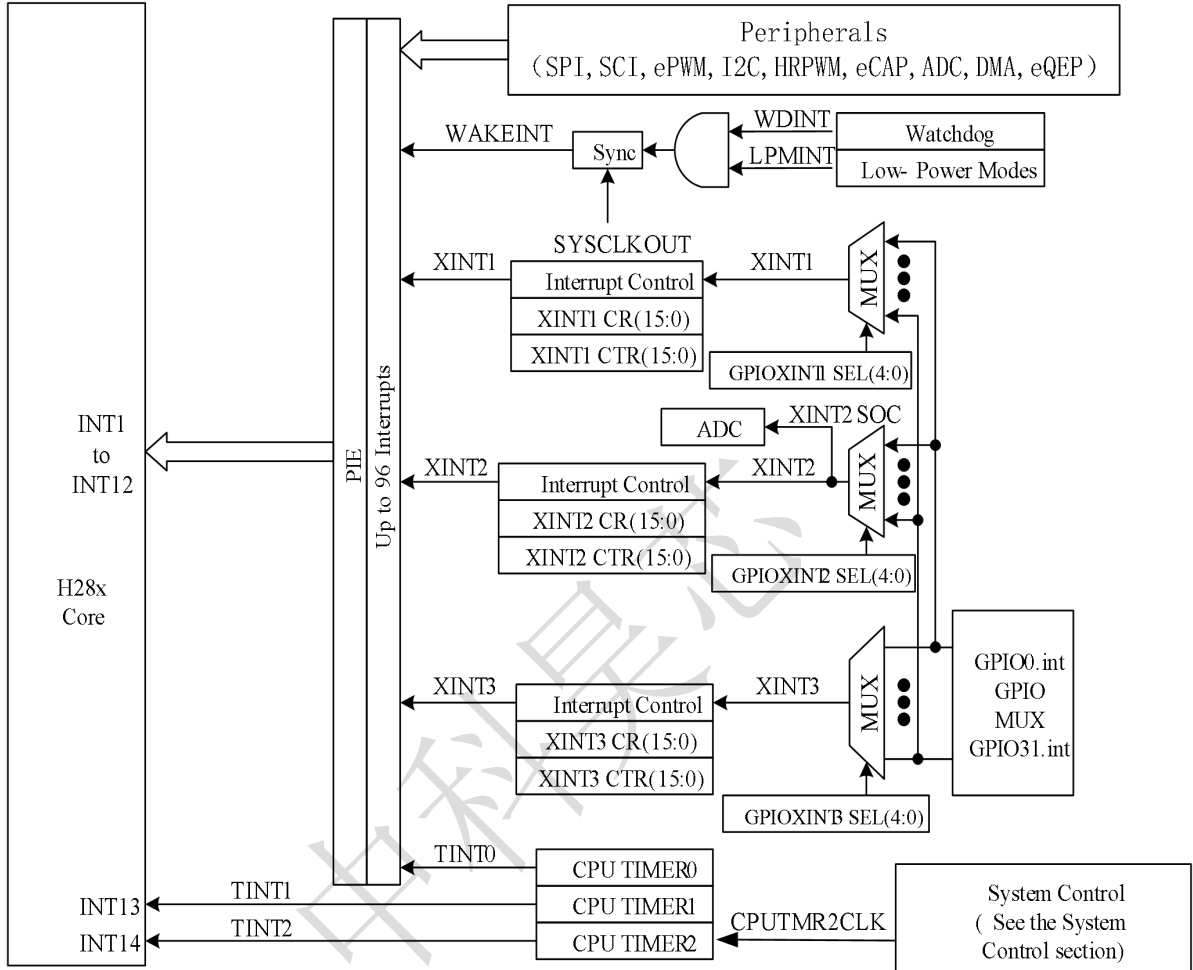 Peripherals
(SPI, SCI, ePWM, I2C, HRPWM, eCAP, ADC, DMA, eQEP)
WDINT
Watchdog
WAKEINT
Sync
LPMINT
Low- Power Modes
SYSCLKOUT
XINT1
Interrupt Control
XINT1
MUX
XINT1 CR(15:0)
XINT1 CTR(15:0)
GPIOXINT1 SEL(4:0)
PIE
Up to 96 Interrupts
INT1
to
INT12
ADC
XINT2 SOC
XINT2
Interrupt Control
XINT2
MUX
XINT2 CR(15:0)
XINT2 CTR(15:0)
GPIOXINT2 SEL(4:0)
H28x
Core
XINT3
Interrupt Control
XINT3
MUX
XINT3 CR(15:0)
XINT3 CTR(15:0)
GPIOXINT3 SEL(4:0)
GPIO0.int
GPIO
MUX
GPIO31.int
TINT0
CPU TIMER0
INT13
TINT1
CPU TIMER1
INT14
TINT2
CPU TIMER2
CPUTMR2CLK
System Control
( See the System
Control section)
中科昊芯